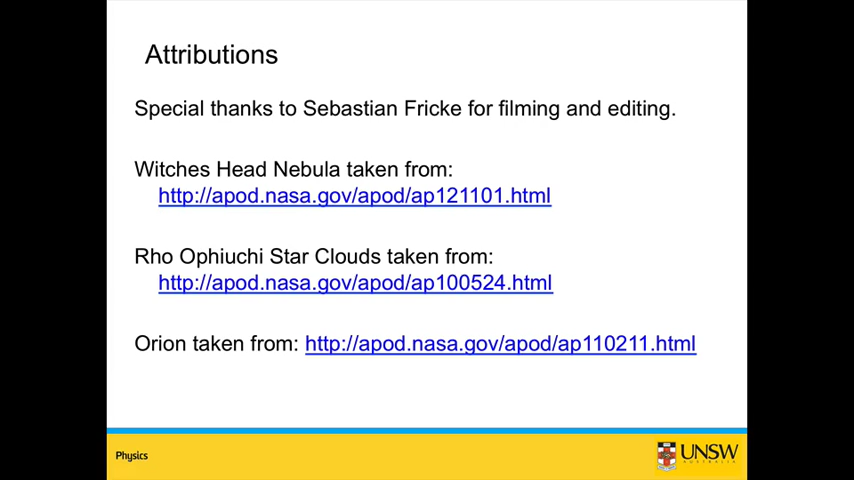 Attributions
Special thanks to Sebastian Fricke for filming and editing.
Witches Head Nebula taken from:
http://apod.nasa.gov/apod/ap121101.html
Rho Ophiuchi Star Clouds taken from:
http://apod.nasa.gov/apod/ap100524.html
Orion taken from: http://apod.nasa.gov/apod/ap110211.html
Physics
UNSW
AUSTRALIA